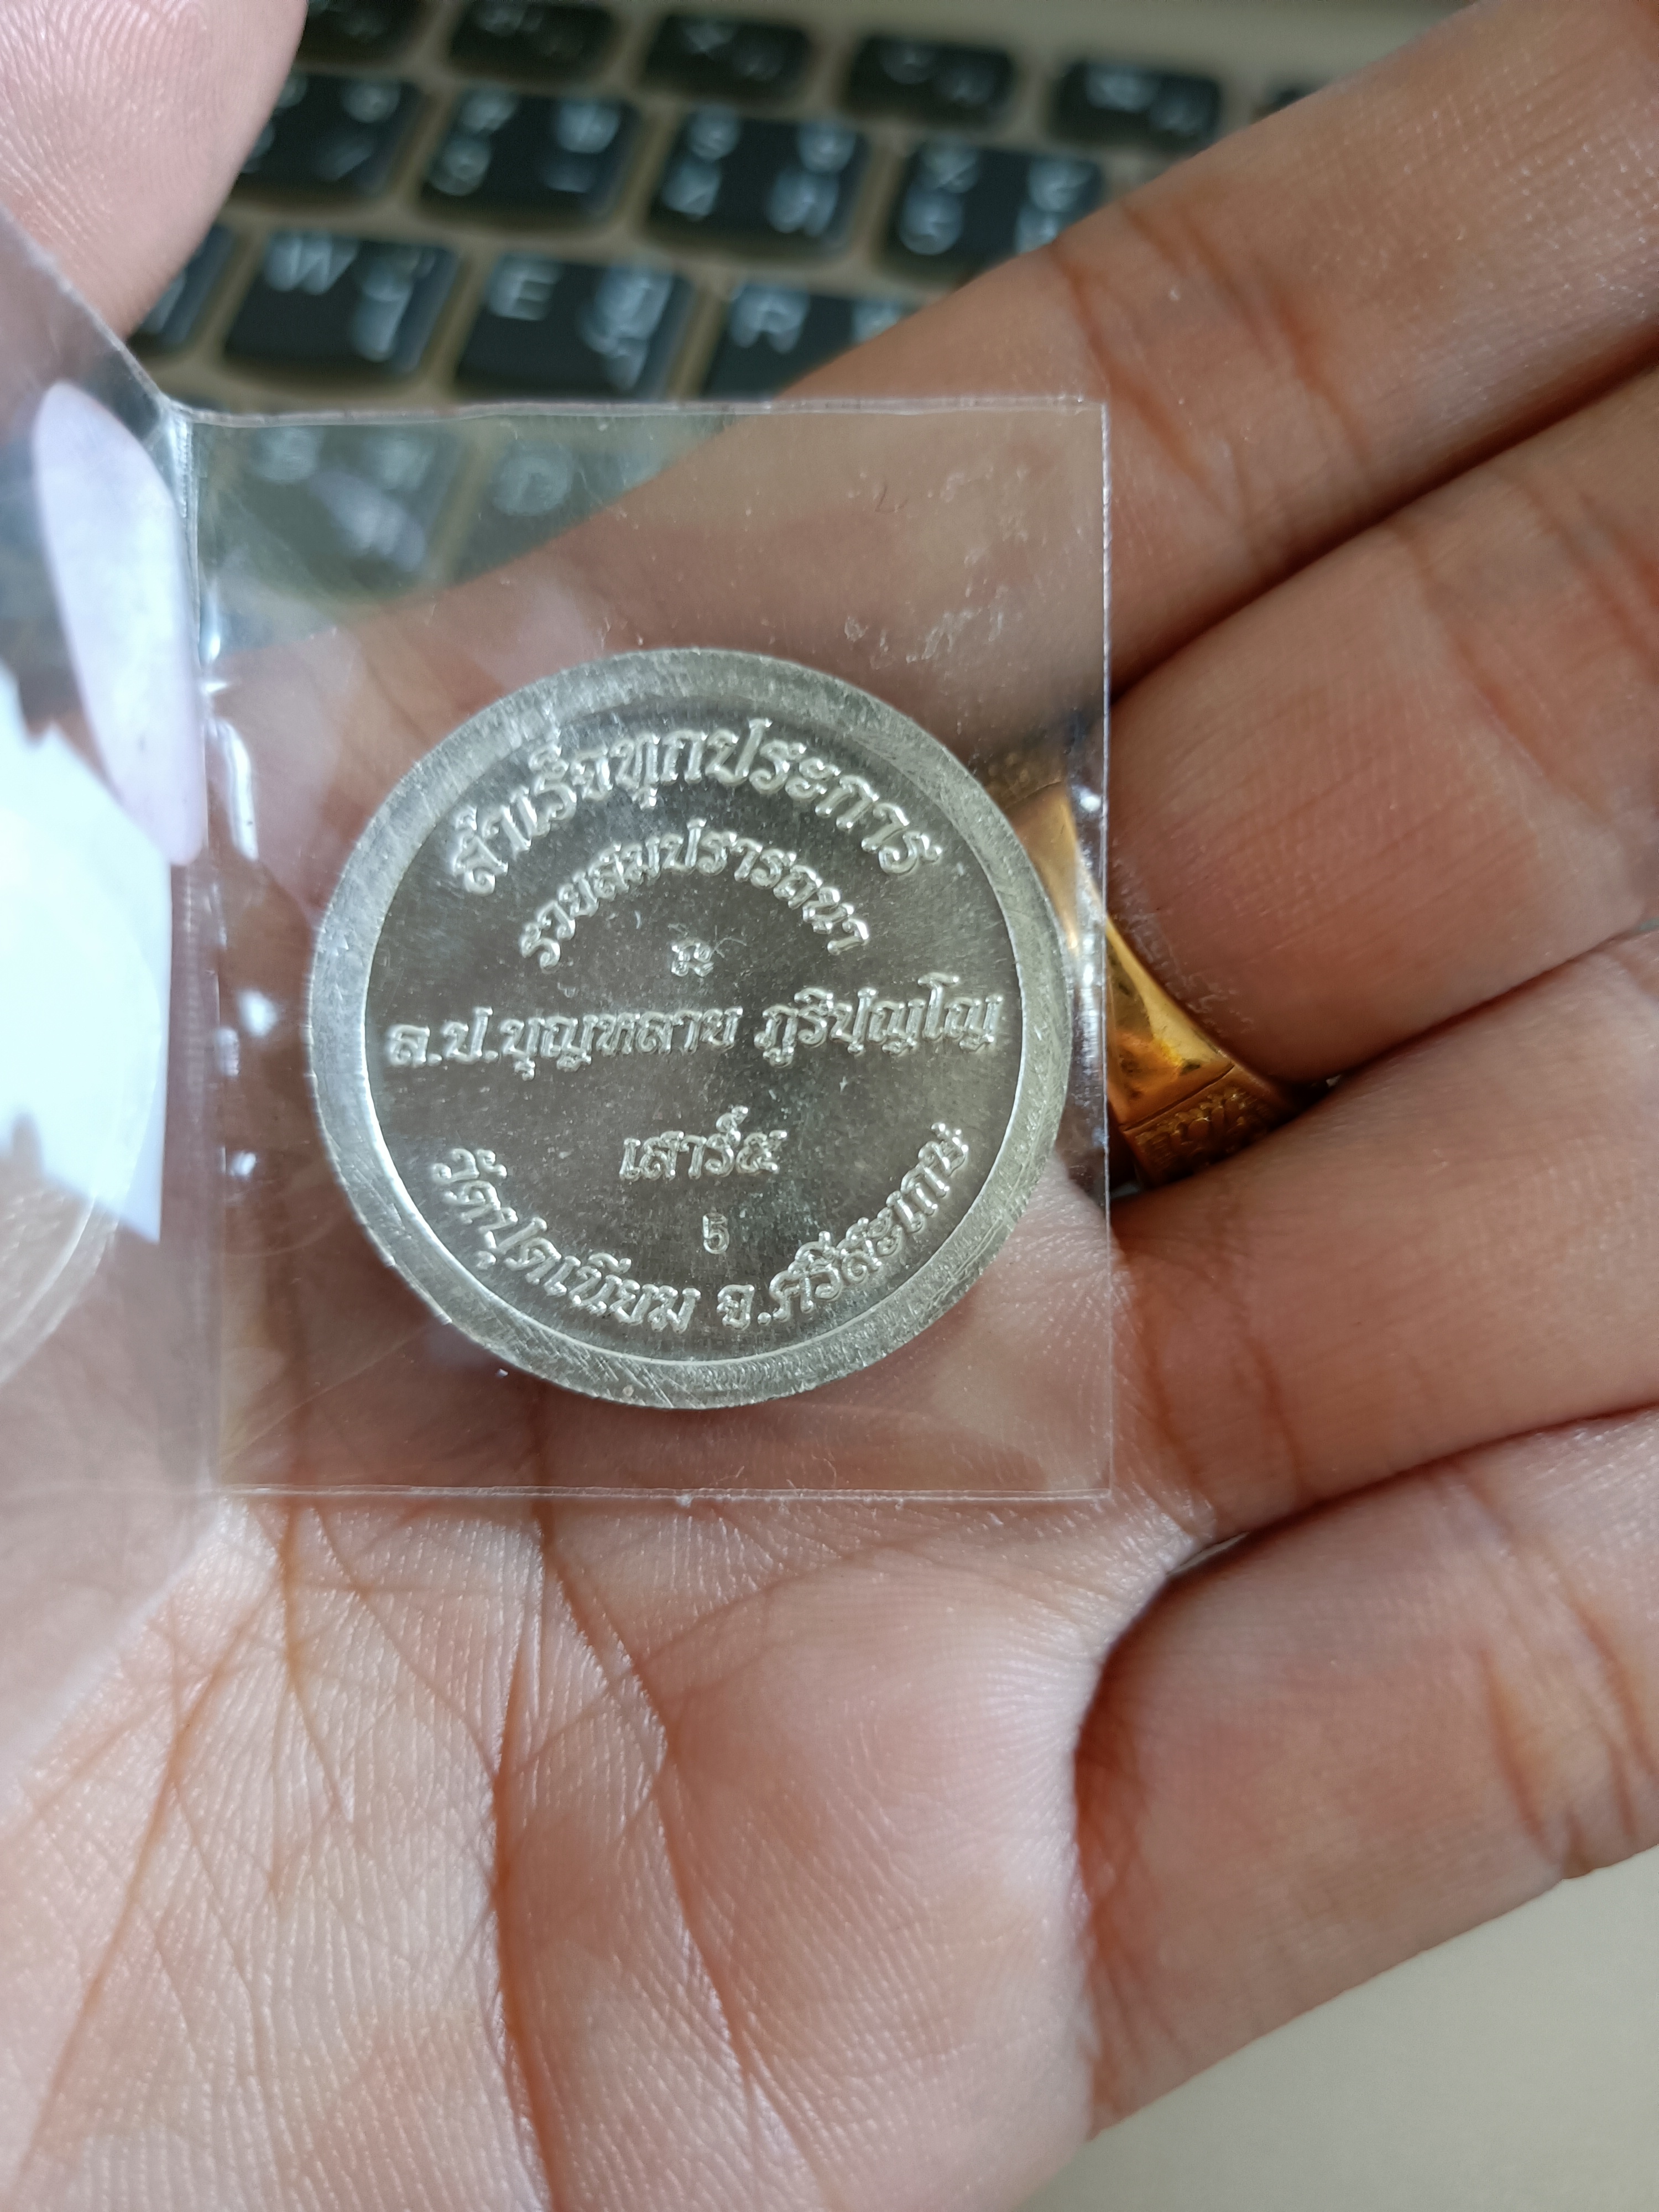 สำเร็จทุกประการ
รวยสมปรารถนา
ล.ป.บุญหลาย ภูริปุญโญ
เสาร์๕
วัดปุดเนียม จ.ศรีสะเกษ
W
E
R
D